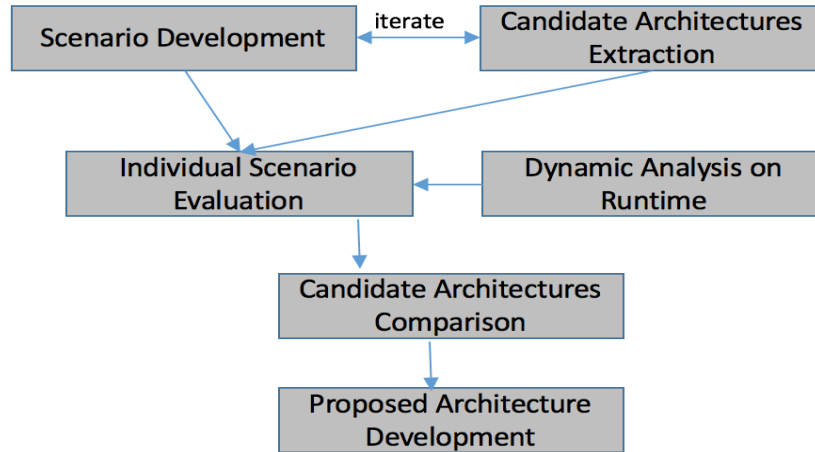 Scenario Development
iterate
Candidate Architectures
Extraction
Individual Scenario
Evaluation
Dynamic Analysis on
Runtime
Candidate Architectures
Comparison
Proposed Architecture
Development